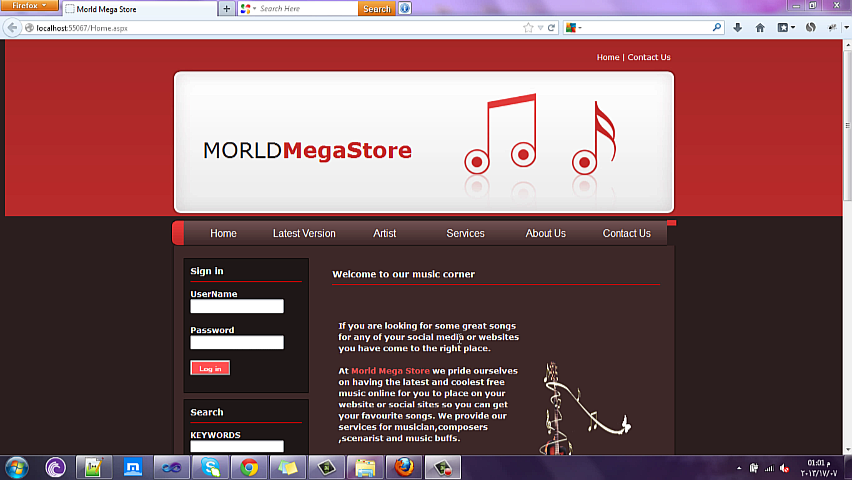 Firefox
Morld Mega Store
Search Here
Search
localhost:55067/Home.aspx
Home | Contact Us
MORLDMegaStore
Home
Latest Version
Artist
Services
About Us
Contact Us
Sign in
UserName
Password
Log in
Search
KEYWORDS
Welcome to our music corner
If you are looking for some great songs
for any of your social media or websites
you have come to the right place.
At Morld Mega Store we pride ourselves
on having the latest and coolest free
music online for you to place on your
website or social sites so you can get
your favourite songs. We provide our
services for musician,composers
,scenarist and music buffs.
01:01 م
٢٠١٣/١٧/٠٧